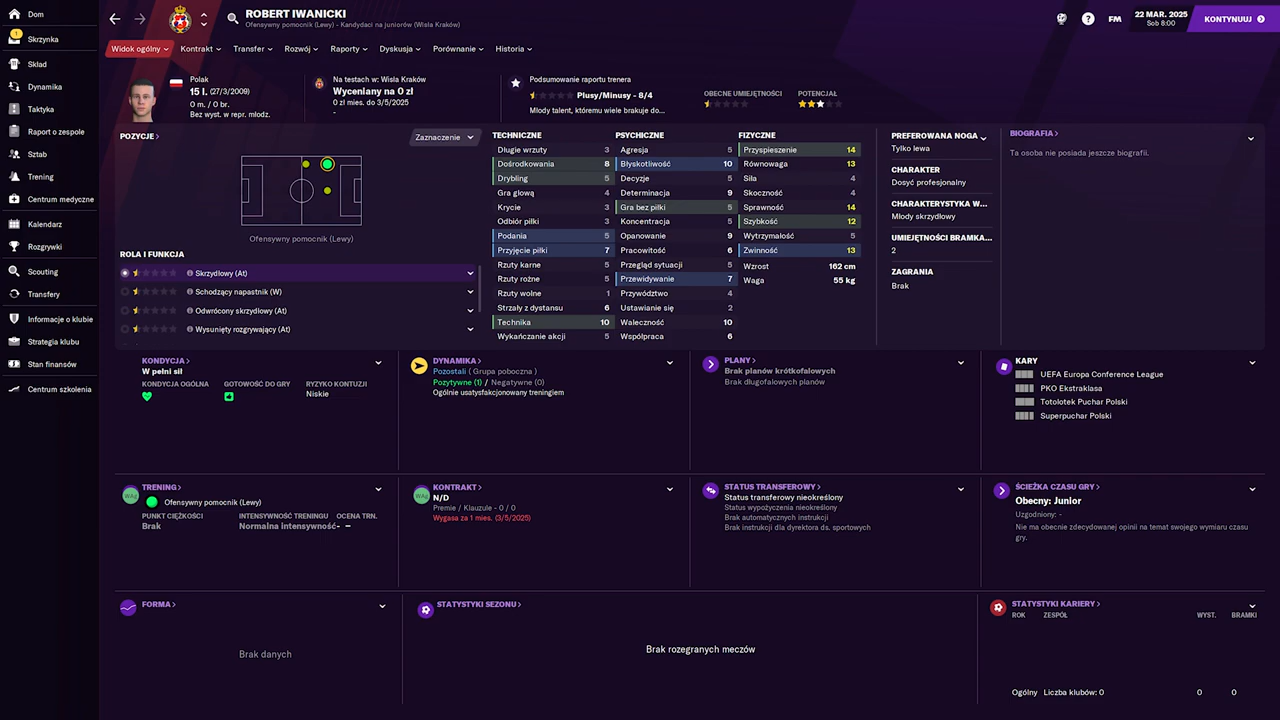 Dom
ROBERT IWANICKI
Ofensywny pomocnik (Lewy) - Kandydaci na juniorów (Wisła Kraków)
FM
22 MAR. 2025
Sob 8:00
KONTYNUUJ
1
Skrzynka
Skład
Dynamika
Taktyka
Raport o zespole
Sztab
Trening
Centrum medyczne
Kalendarz
Rozgrywki
Scouting
Transfery
Informacje o klubie
Strategia klubu
Stan finansów
Centrum szkolenia
Widok ogólny
Kontrakt
Transfer
Rozwój
Raporty
Dyskusja
Porównanie
Historia
Polak
15 l. (27/3/2009)
0 m. / 0 br.
Bez wyst. w repr. młodz.
Na testach w: Wisła Kraków
Wyceniany na 0 zł
0 zł mies. do 3/5/2025
-
Podsumowanie raportu trenera
Plusy/Minusy - 8/4
Młody talent, któremu wiele brakuje do...
OBECNE UMIEJĘTNOŚCI
POTENCJAŁ
POZYCJE
Zaznaczenie
Ofensywny pomocnik (Lewy)
ROLA I FUNKCJA
Skrzydłowy (At)
Schodzący napastnik (W)
Odwrócony skrzydłowy (At)
Wysunięty rozgrywający (At)
TECHNICZNE
Długie wrzuty 3
Dośrodkowania 8
Drybling 5
Gra głową 4
Krycie 3
Odbiór piłki 3
Podania 5
Przyjęcie piłki 7
Rzuty karne 5
Rzuty rożne 5
Rzuty wolne 1
Strzały z dystansu 6
Technika 10
Wykańczanie akcji 5
PSYCHICZNE
Agresja 5
Błyskotliwość 10
Decyzje 5
Determinacja 9
Gra bez piłki 5
Koncentracja 5
Opanowanie 9
Pracowitość 6
Przegląd sytuacji 5
Przewidywanie 7
Przywództwo 4
Ustawianie się 2
Waleczność 10
Współpraca 6
FIZYCZNE
Przyspieszenie 14
Równowaga 13
Siła 4
Skoczność 4
Sprawność 14
Szybkość 12
Wytrzymałość 5
Zwinność 13
Wzrost 162 cm
Waga 55 kg
PREFEROWANA NOGA
Tylko lewa
CHARAKTER
Dosyć profesjonalny
CHARAKTERYSTYKA W...
Młody skrzydłowy
UMIEJĘTNOŚCI BRAMKA...
2
ZAGRANIA
Brak
BIOGRAFIA
Ta osoba nie posiada jeszcze biografii.
KONDYCJA
W pełni sił
KONDYCJA OGÓLNA
GOTOWOŚĆ DO GRY
RYZYKO KONTUZJI
Niskie
DYNAMIKA
Pozostali ( Grupa poboczna )
Pozytywne (1) / Negatywne (0)
Ogólnie usatysfakcjonowany treningiem
PLANY
Brak planów krótkofalowych
Brak długofalowych planów
KARY
UEFA Europa Conference League
PKO Ekstraklasa
Totolotek Puchar Polski
Superpuchar Polski
TRENING
WAg
Ofensywny pomocnik (Lewy)
PUNKT CIĘŻKOŚCI
Brak
INTENSYWNOŚĆ TRENINGU
Normalna intensywność-
OCENA TRN.
–
KONTRAKT
WAg
N/D
Premie / Klauzule - 0 / 0
Wygasa za 1 mies. (3/5/2025)
STATUS TRANSFEROWY
Status transferowy nieokreślony
Status wypożyczenia nieokreślony
Brak automatycznych instrukcji
Brak instrukcji dla dyrektora ds. sportowych
ŚCIEŻKA CZASU GRY
Obecny: Junior
Uzgodniony: -
Nie ma obecnie zdecydowanej opinii na temat swojego wymiaru czasu
gry.
FORMA
Brak danych
STATYSTYKI SEZONU
Brak rozegranych meczów
STATYSTYKI KARIERY
ROK ZESPÓŁ WYST. BRAMKI
Ogólny Liczba klubów: 0 0 0